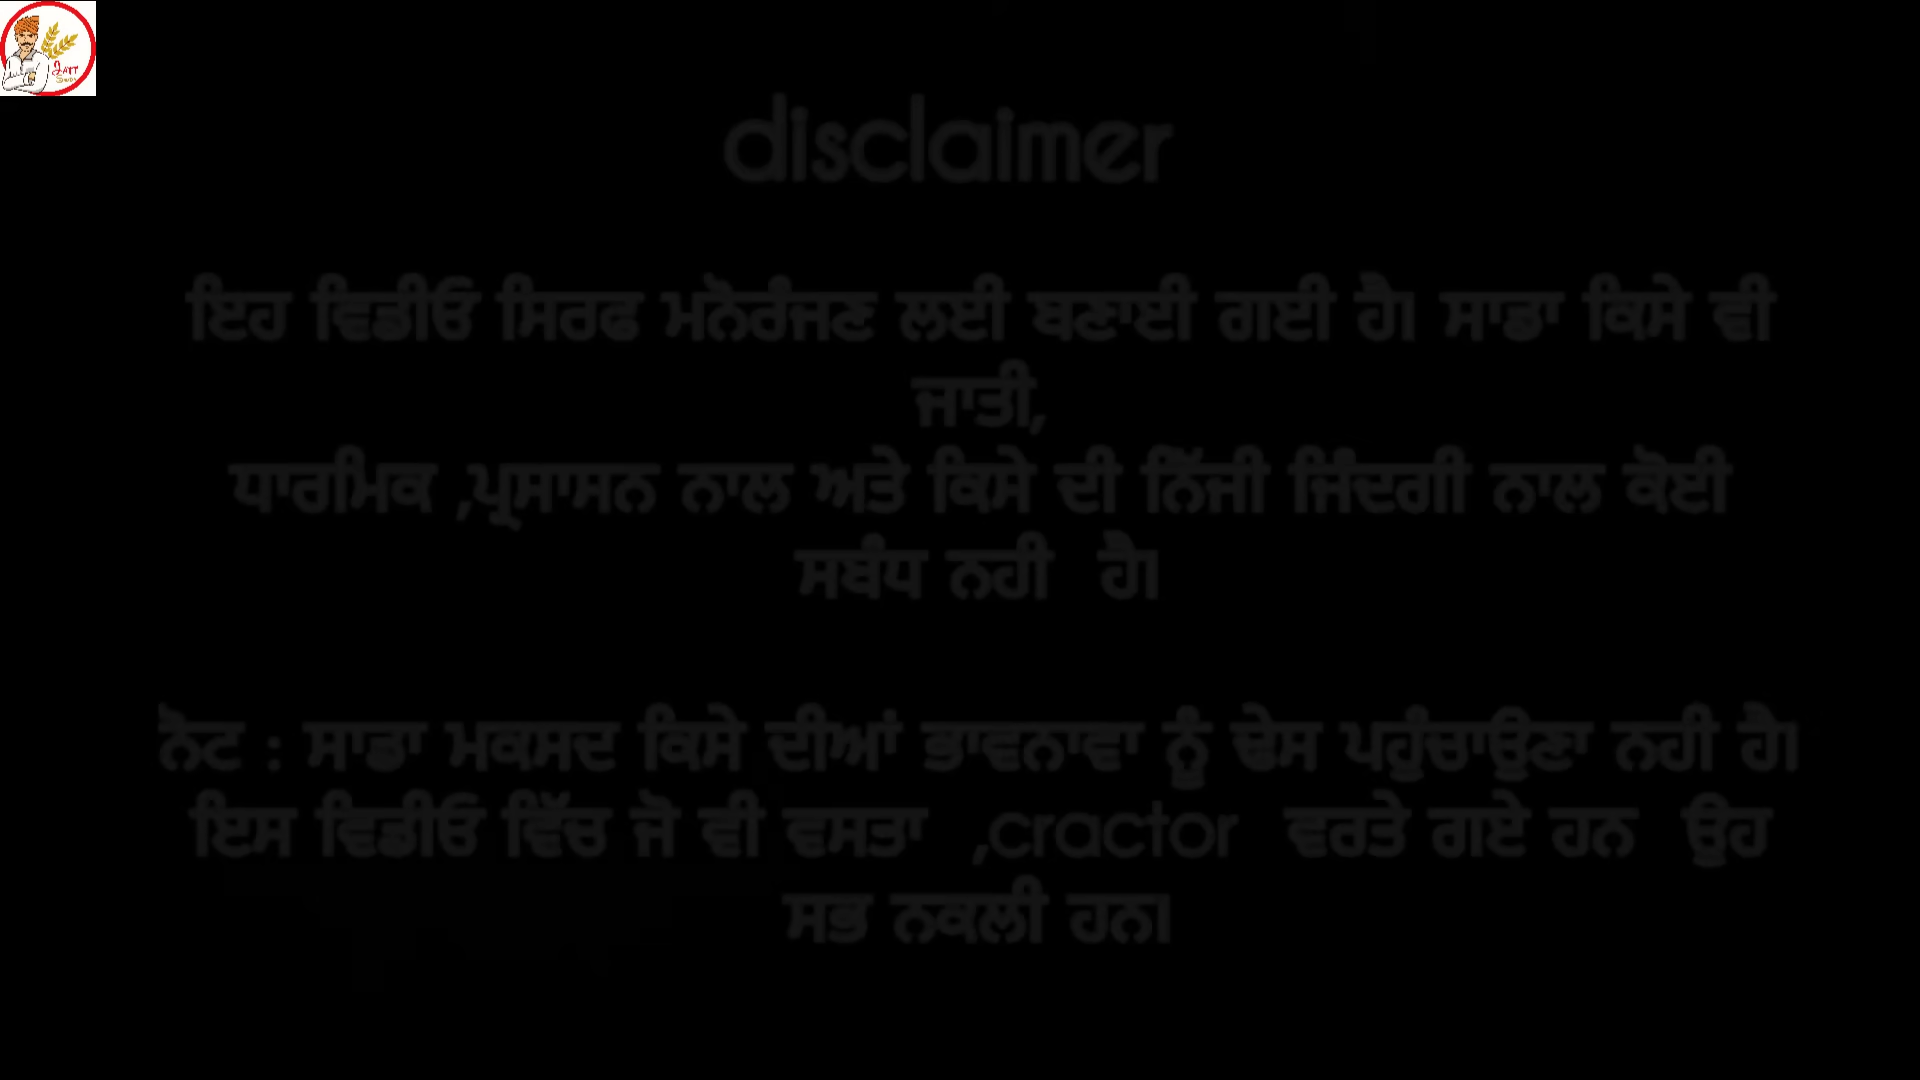 Jatt
disclaimer
ਇਹ ਵਿਡੀਓ ਸਿਰਫ ਮਨੋਰੰਜਣ ਲਈ ਬਣਾਈ ਗਈ ਹੈ। ਸਾਡਾ ਕਿਸੇ ਵੀ
ਜਾਤੀ,
ਧਾਰਮਿਕ ,ਪ੍ਰਸਾਸਨ ਨਾਲ ਅਤੇ ਕਿਸੇ ਦੀ ਨਿੱਜੀ ਜਿੰਦਗੀ ਨਾਲ ਕੋਈ
ਸਬੰਧ ਨਹੀ ਹੈ।
ਨੋਟ : ਸਾਡਾ ਮਕਸਦ ਕਿਸੇ ਦੀਆਂ ਭਾਵਨਾਵਾ ਨੂੰ ਢੇਸ ਪਹੁੰਚਾਉਣਾ ਨਹੀ ਹੈ।
ਇਸ ਵਿਡੀਓ ਵਿੱਚ ਜੋ ਵੀ ਵਸਤਾ ,cractor ਵਰਤੇ ਗਏ ਹਨ ਉਹ
ਸਭ ਨਕਲੀ ਹਨ।